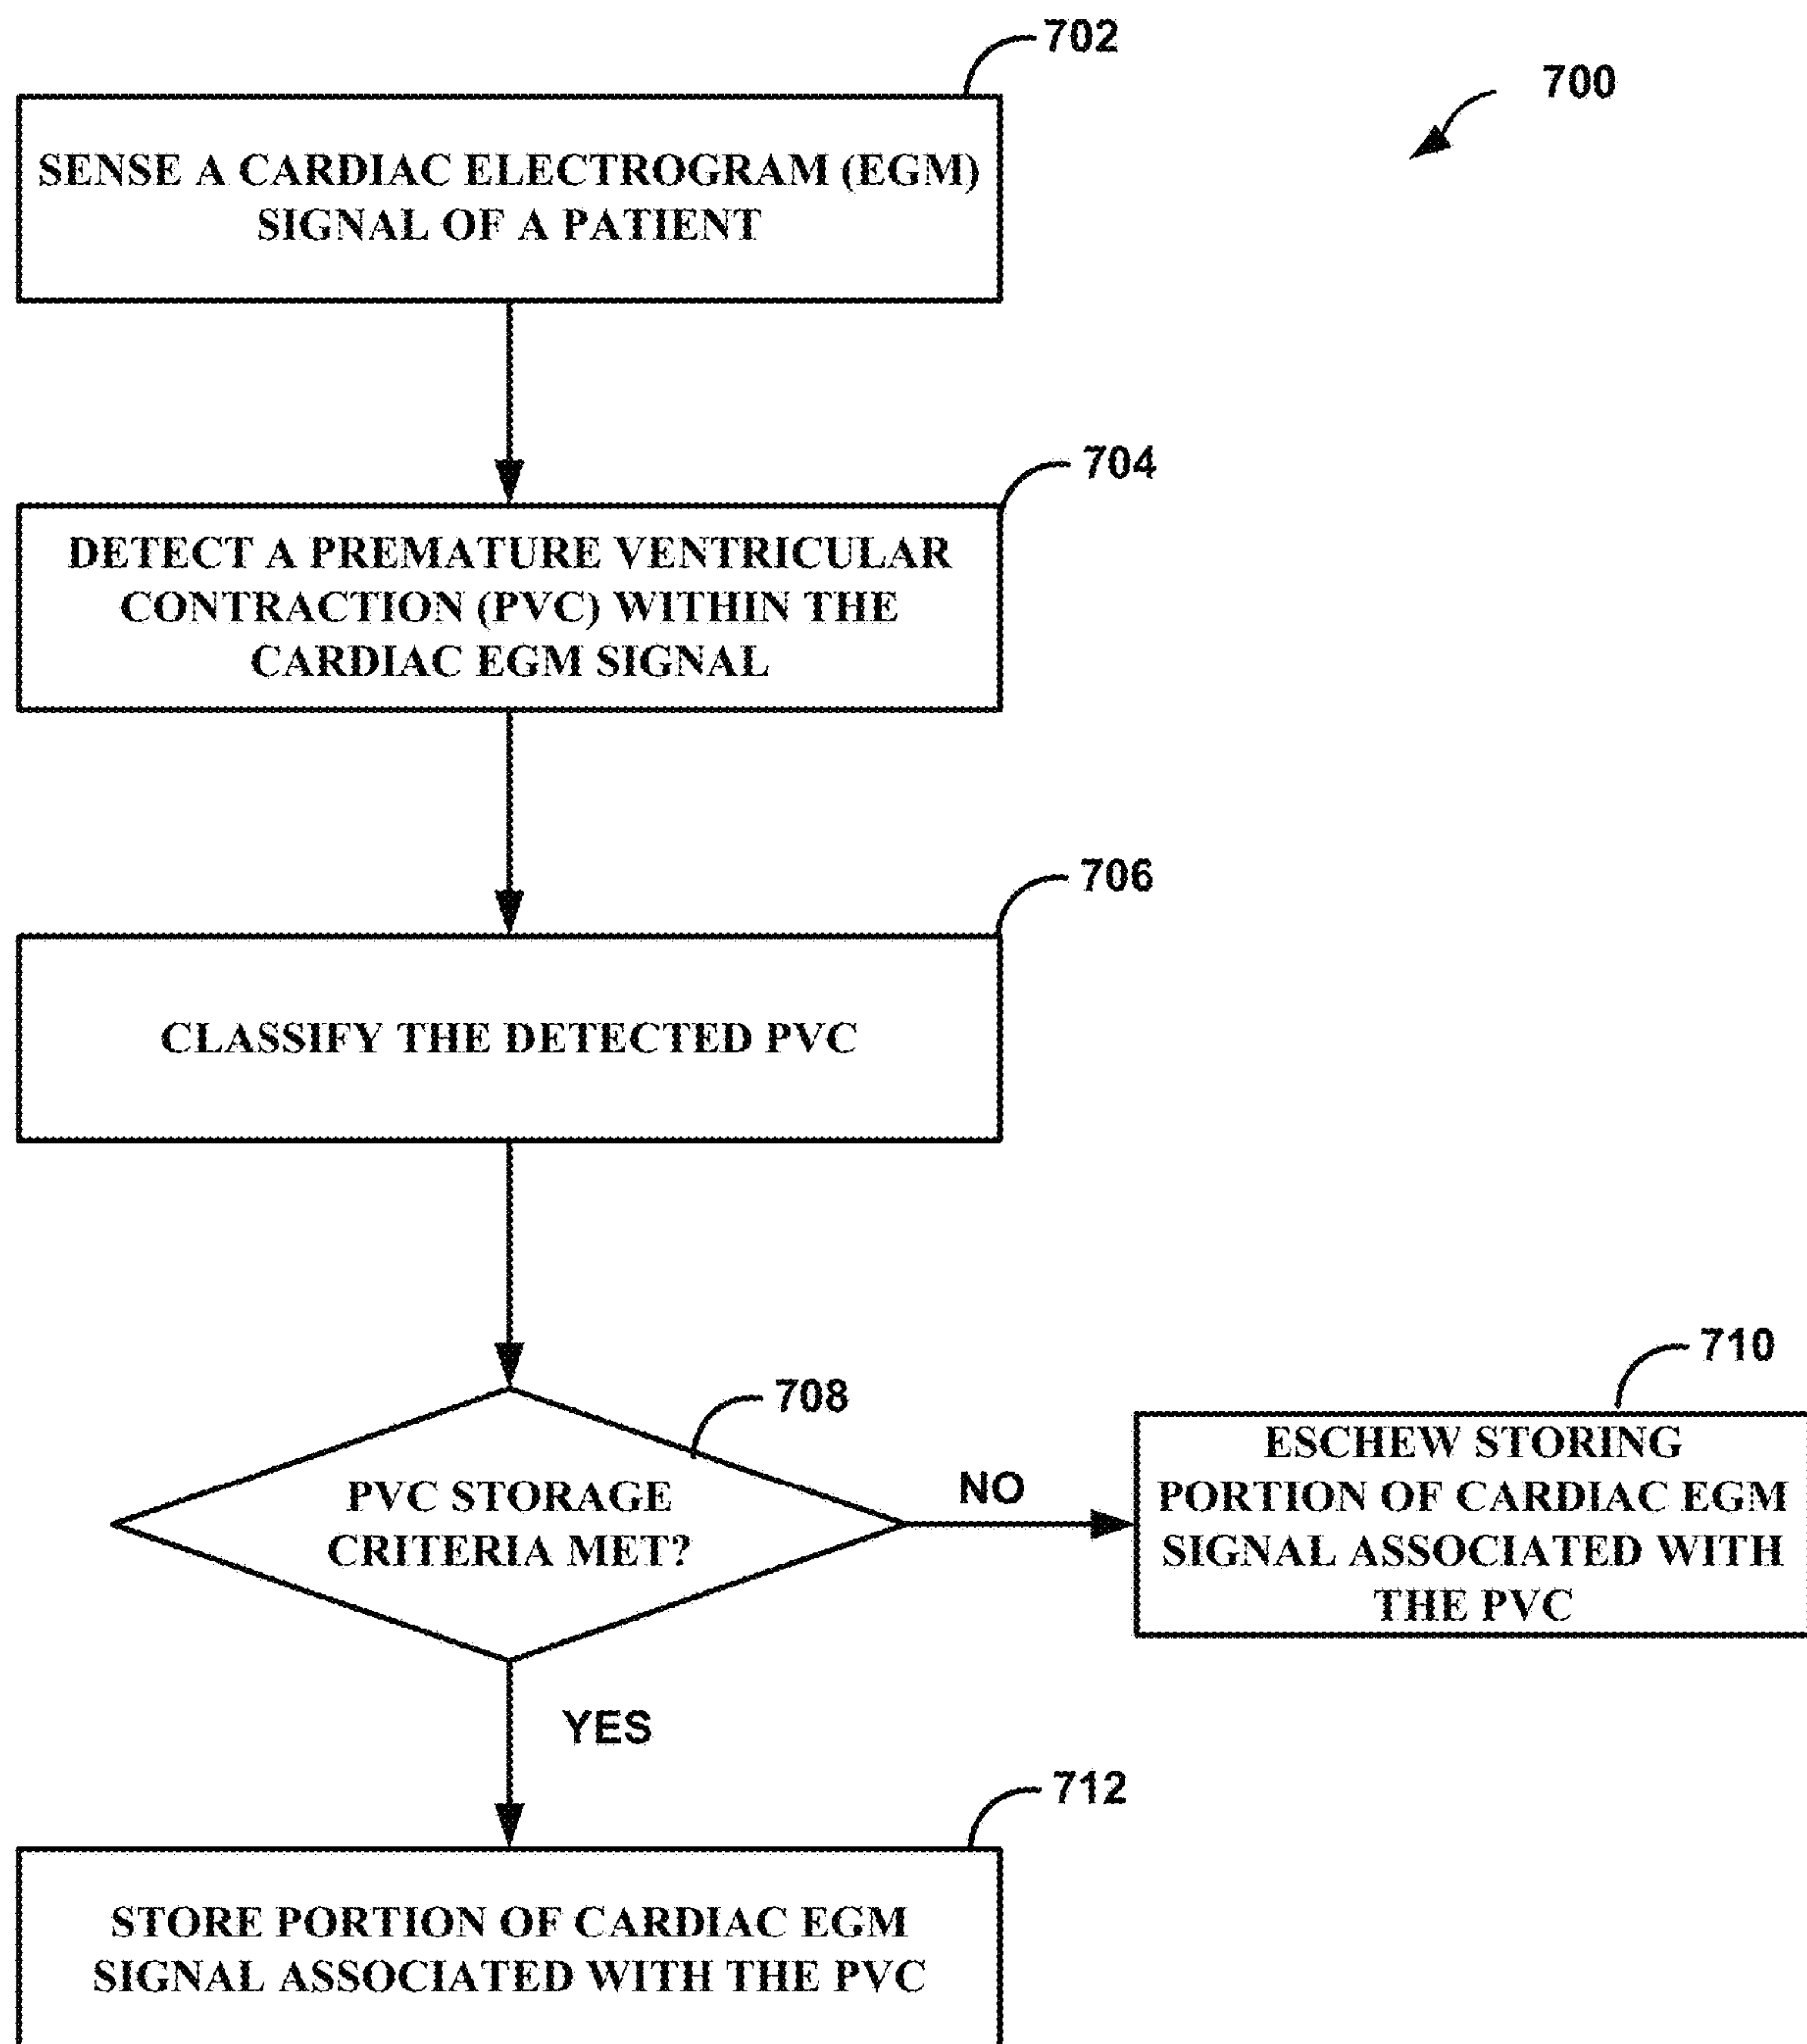 702
700
SENSE A CARDIAC ELECTROGRAM (EGM)
SIGNAL OF A PATIENT
704
DETECT A PREMATURE VENTRICULAR
CONTRACTION (PVC) WITHIN THE
CARDIAC EGM SIGNAL
706
CLASSIFY THE DETECTED PVC
708
PVC STORAGE
CRITERIA MET?
NO
710
ESCHEW STORING
PORTION OF CARDIAC EGM
SIGNAL ASSOCIATED WITH
THE PVC
YES
712
STORE PORTION OF CARDIAC EGM
SIGNAL ASSOCIATED WITH THE PVC